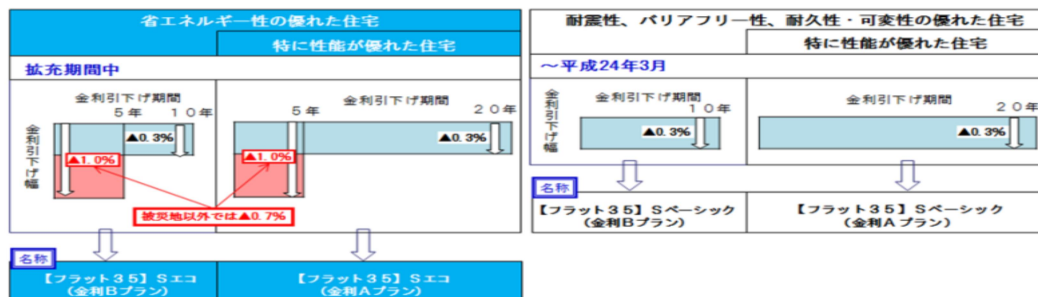 省エネルギー性の優れた住宅
特に性能が優れた住宅
拡充期間中
金利引下げ期間
5年 10年
金利引下げ幅
▲0.3%
▲1.0%
金利引下げ期間
5年 20年
▲0.3%
▲1.0%
被災地以外では▲0.7%
名称
【フラット35】Sエコ
(金利Bプラン)
【フラット35】Sエコ
(金利Aプラン)
耐震性、バリアフリー性、耐久性・可変性の優れた住宅
特に性能が優れた住宅
~平成24年3月
金利引下げ期間
10年
金利引下げ幅
▲0.3%
金利引下げ期間
20年
▲0.3%
名称
【フラット35】Sベーシック
(金利Bプラン)
【フラット35】Sベーシック
(金利Aプラン)